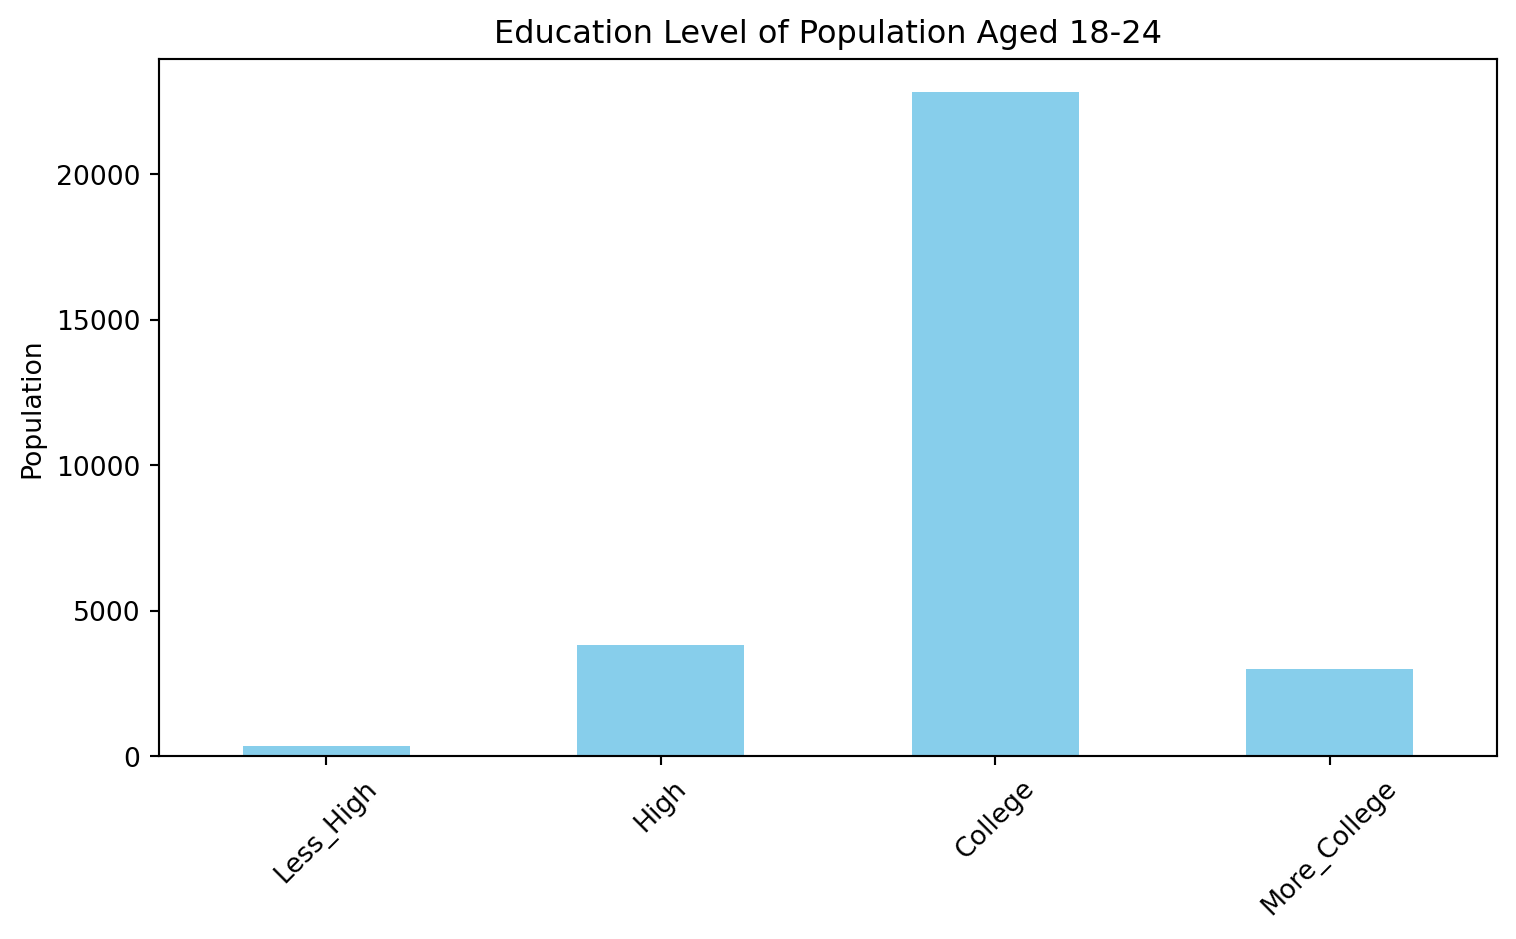 Education Level of Population Aged 18-24
Population
20000
15000
10000
5000
0
Less_High
High
College
More_College